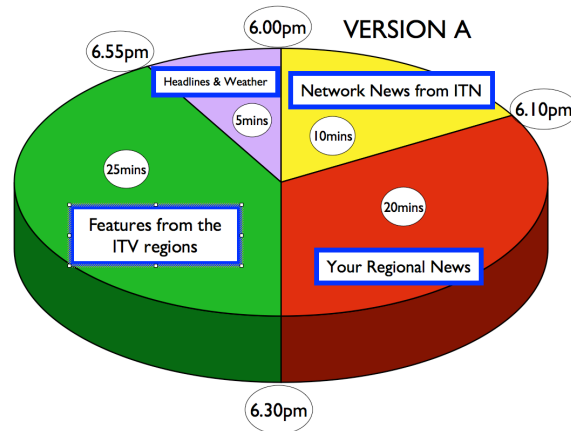 VERSION A
6.00pm
6.55pm
Headlines & Weather
Network News from ITN
6.10pm
5mins
10mins
25mins
20mins
Features from the
ITV regions
Your Regional News
6.30pm